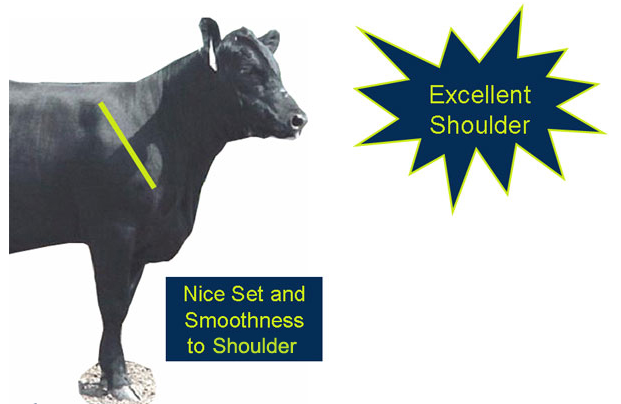 Excellent
Shoulder
Nice Set and
Smoothness
to Shoulder